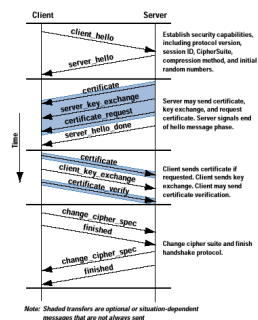 Client Server
client_hello
server_hello
Establish security capabilities,
including protocol version,
session ID, CipherSuite,
compression method, and initial
random numbers.
certificate
server_key_exchange
certificate_request
server_hello_done
Server may send certificate,
key exchange, and request
certificate. Server signals end
of hello message phase.
Time
certificate
client_key_exchange
certificate_verify
Client sends certificate if
requested. Client sends key
exchange. Client may send
certificate verification.
change_cipher_spec
finished
change_cipher_spec
finished
Change cipher suite and finish
handshake protocol.
Note: Shaded transfers are optional or situation-dependent
messages that are not always sent